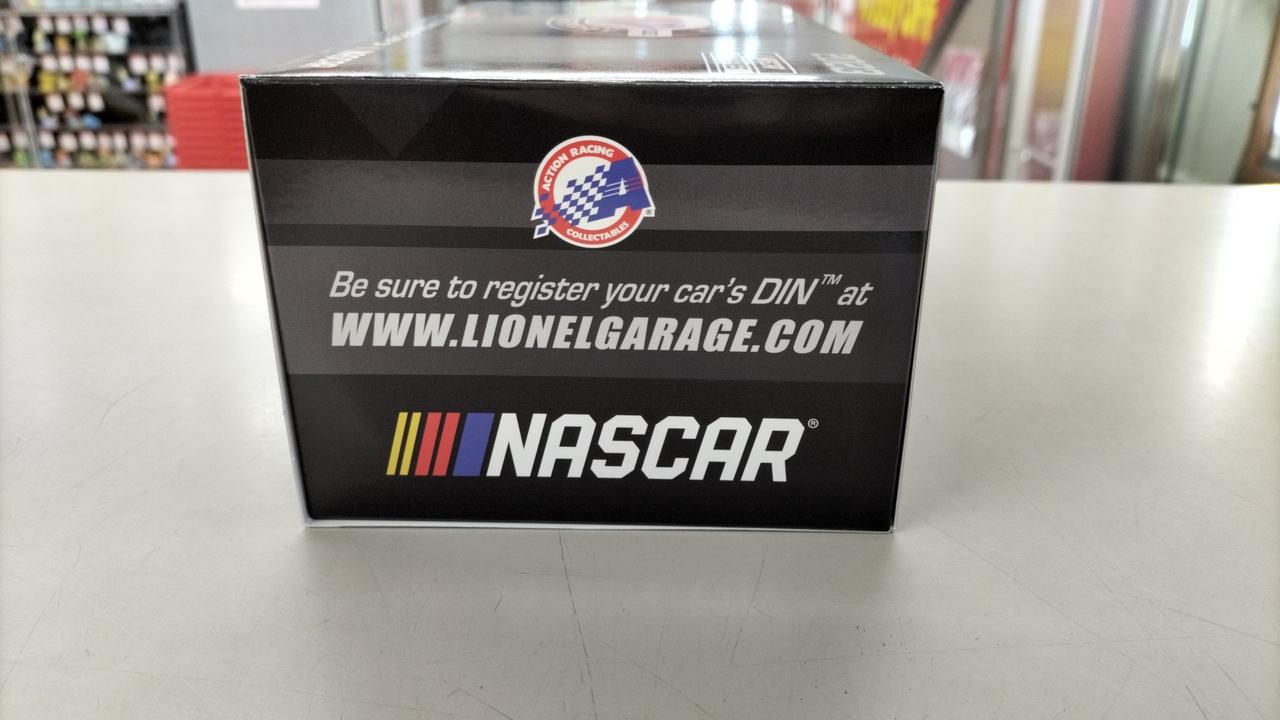 ACTION RACING
COLLECTABLES
®
Be sure to register your car's DIN™ at
WWW.LIONELGARAGE.COM
NASCAR®